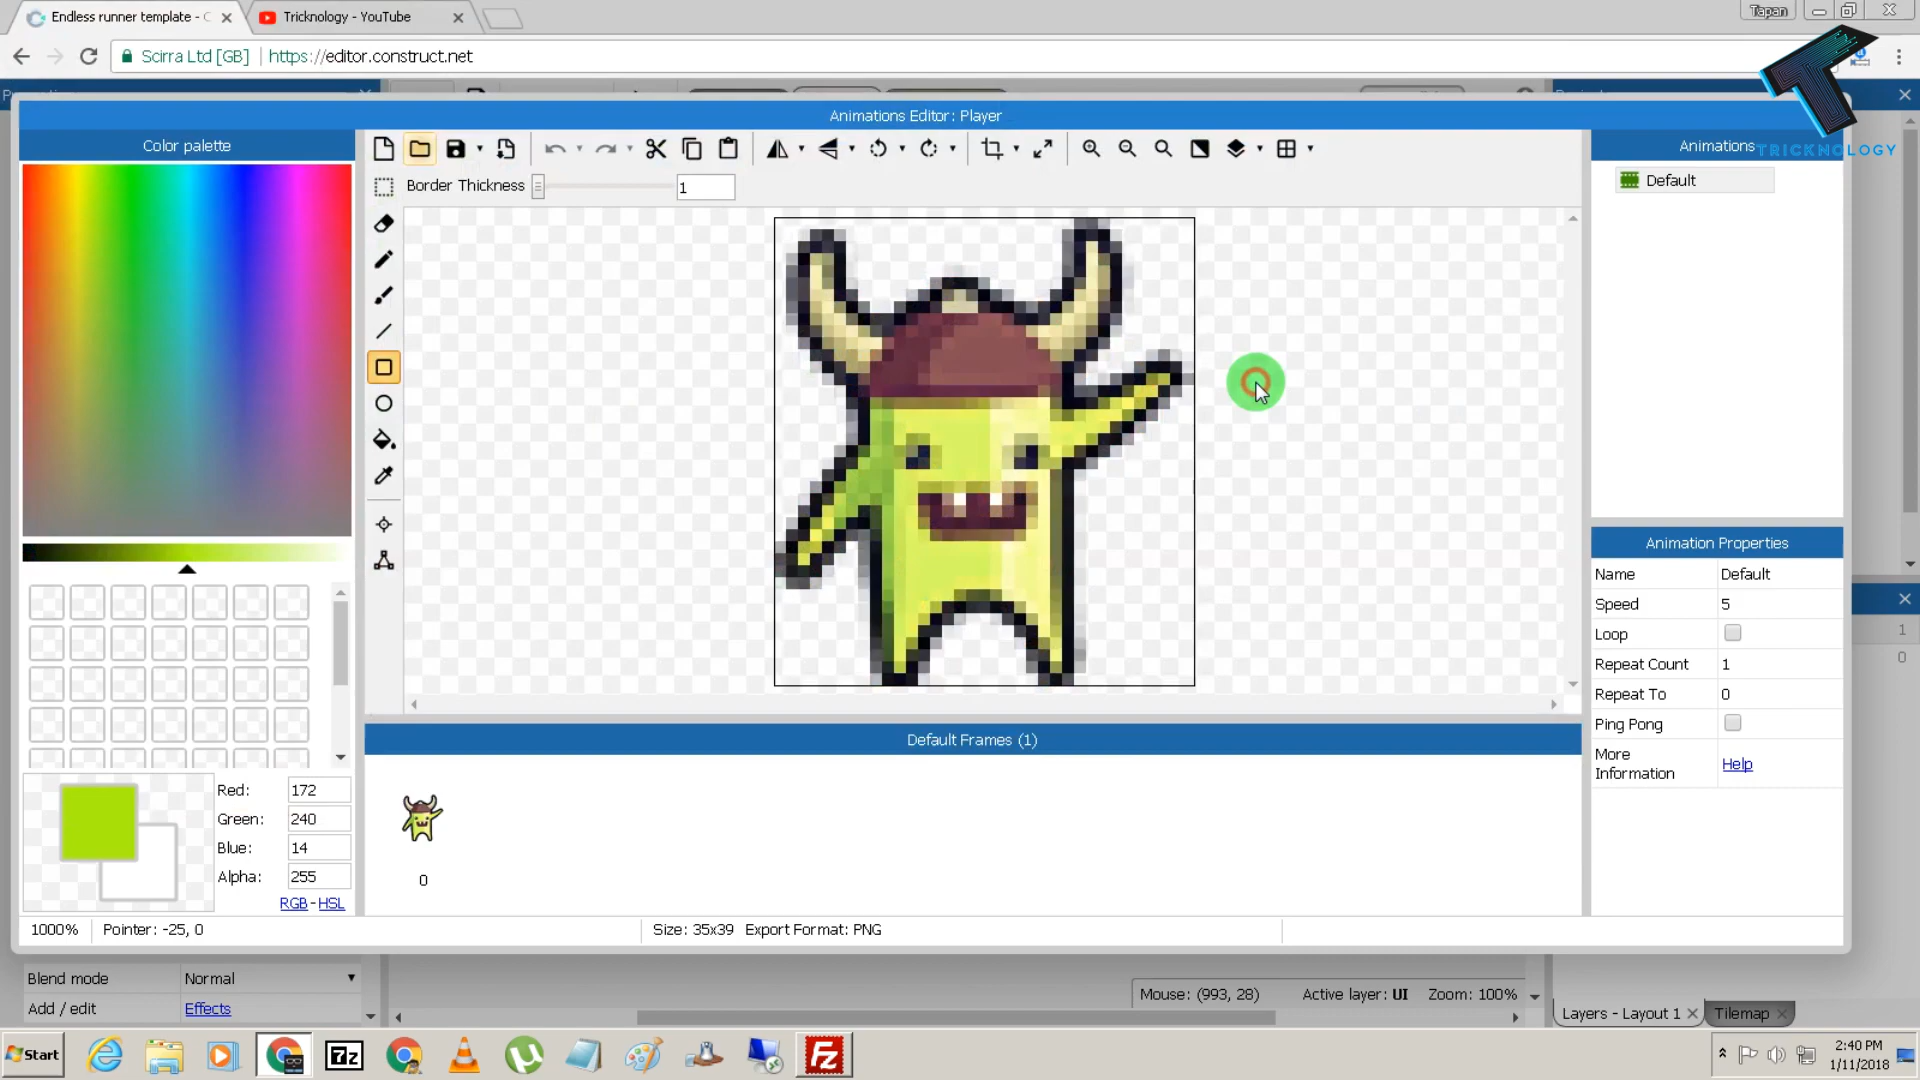 Endless runner template - C
Tricknology - YouTube
Tapan
Scirra Ltd [GB] https://editor.construct.net
Animations Editor: Player
Color palette
Animations
TRICKNOLOGY
Border Thickness 1
Default
Animation Properties
Name Default
Speed 5
Loop
Repeat Count 1
Repeat To 0
Ping Pong
More Information Help
Default Frames (1)
0
Red: 172
Green: 240
Blue: 14
Alpha: 255
RGB - HSL
1
0
1000% Pointer: -25, 0 Size: 35x39 Export Format: PNG
Blend mode Normal
Add / edit Effects
Mouse: (993, 28) Active layer: UI Zoom: 100%
Layers - Layout 1 Tilemap
Start
7z
Fz
2:40 PM
1/11/2018